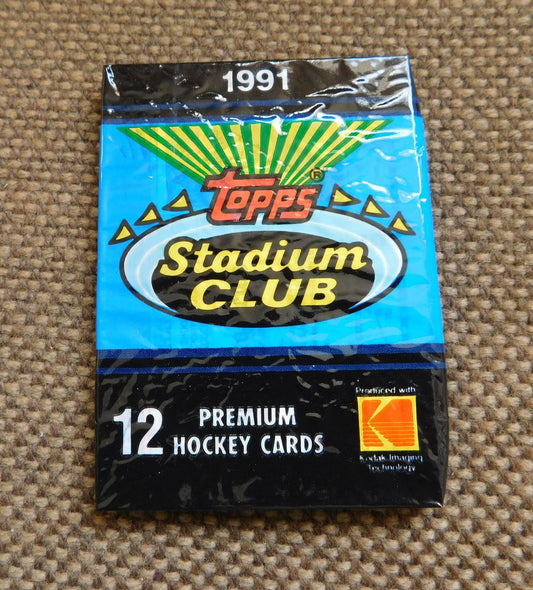 1991
Topps®
Stadium
CLUB
12 PREMIUM
HOCKEY CARDS
Produced with
K
Kodak Imaging
Technology